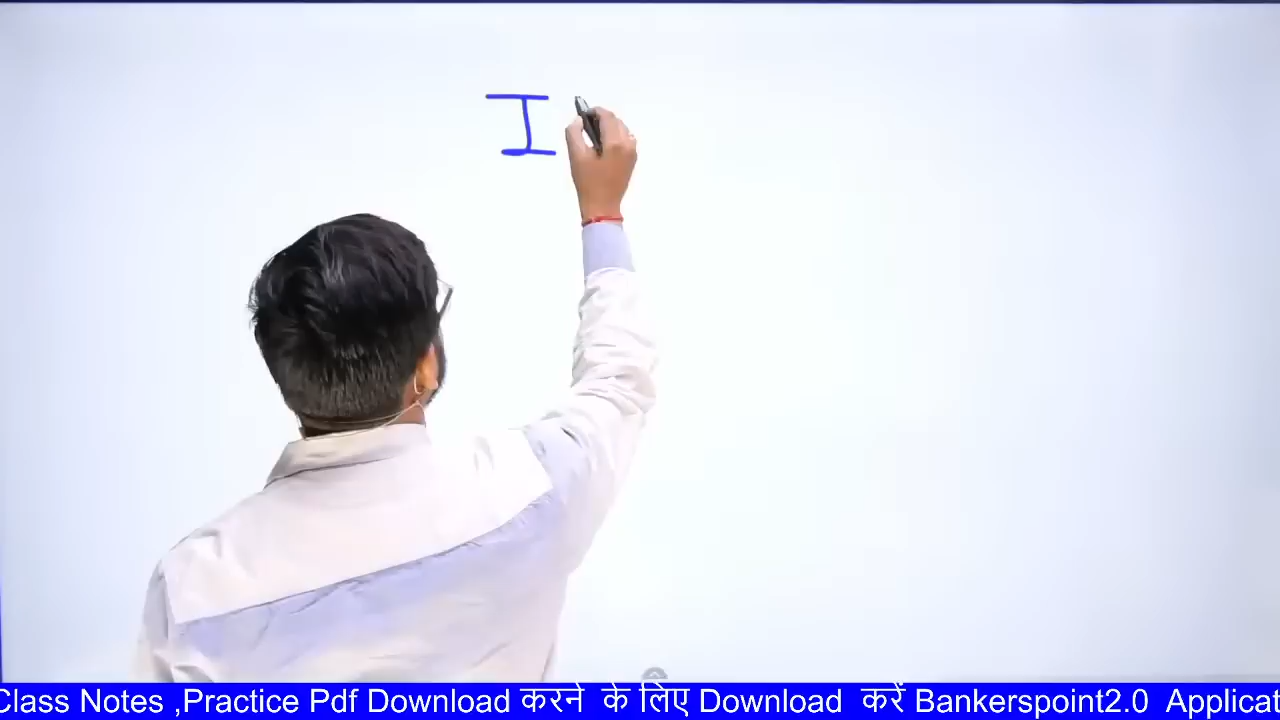 I
Class Notes ,Practice Pdf Download करने के लिए Download करें Bankerspoint2.0 Applicat